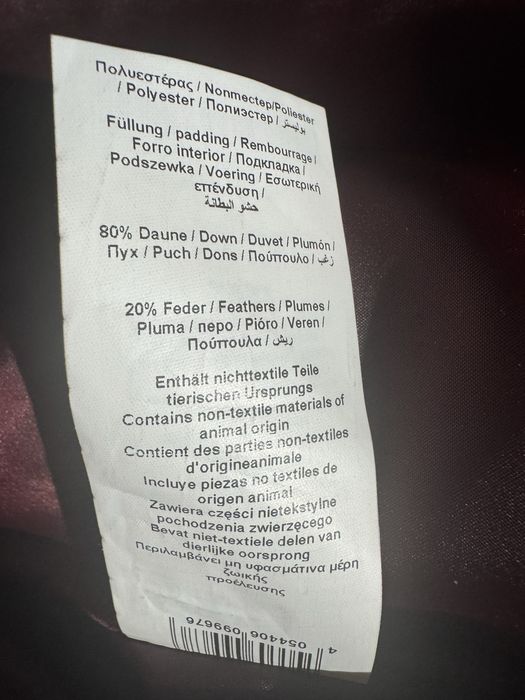 Πολυεστέρας / Nonmecтep/Poliester
/ Polyester / Полиэстер / بوليستر
Füllung / padding / Rembourrage /
Forro interior / Подкладка /
Podszewka / Voering / Εσωτερική
επένδυση /
حشو البطانة
80% Daune / Down / Duvet / Plumón /
Пух / Puch / Dons / Πούπουλο / زغب
20% Feder / Feathers / Plumes /
Pluma / перо / Pióro / Veren /
Πούπουλα / ريش
Enthält nichttextile Teile
tierischen Ursprungs
Contains non-textile materials of
animal origin
Contient des parties non-textiles
d'origineanimale
Incluye piezas no textiles de
origen animal
Zawiera części nietekstylne
pochodzenia zwierzęcego
Bevat niet-textiele delen van
dierlijke oorsprong
Περιλαμβάνει μη υφασμάτινα μέρη
ζωικής
προέλευσης
4 054406 099676